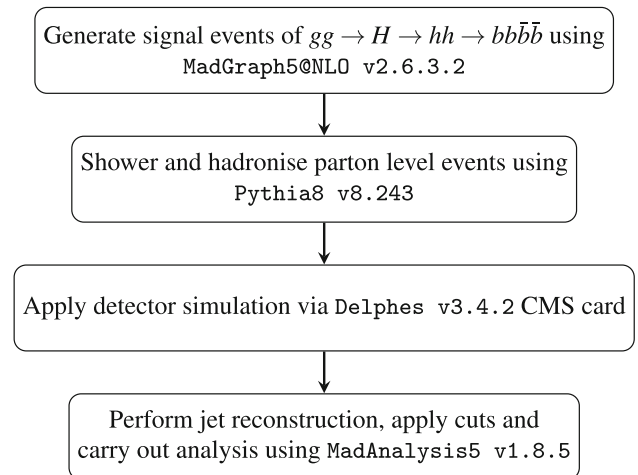 Generate signal events of gg → H → hh → bbb̄b̄ using
MadGraph5@NLO v2.6.3.2
Shower and hadronise parton level events using
Pythia8 v8.243
Apply detector simulation via Delphes v3.4.2 CMS card
Perform jet reconstruction, apply cuts and
carry out analysis using MadAnalysis5 v1.8.5